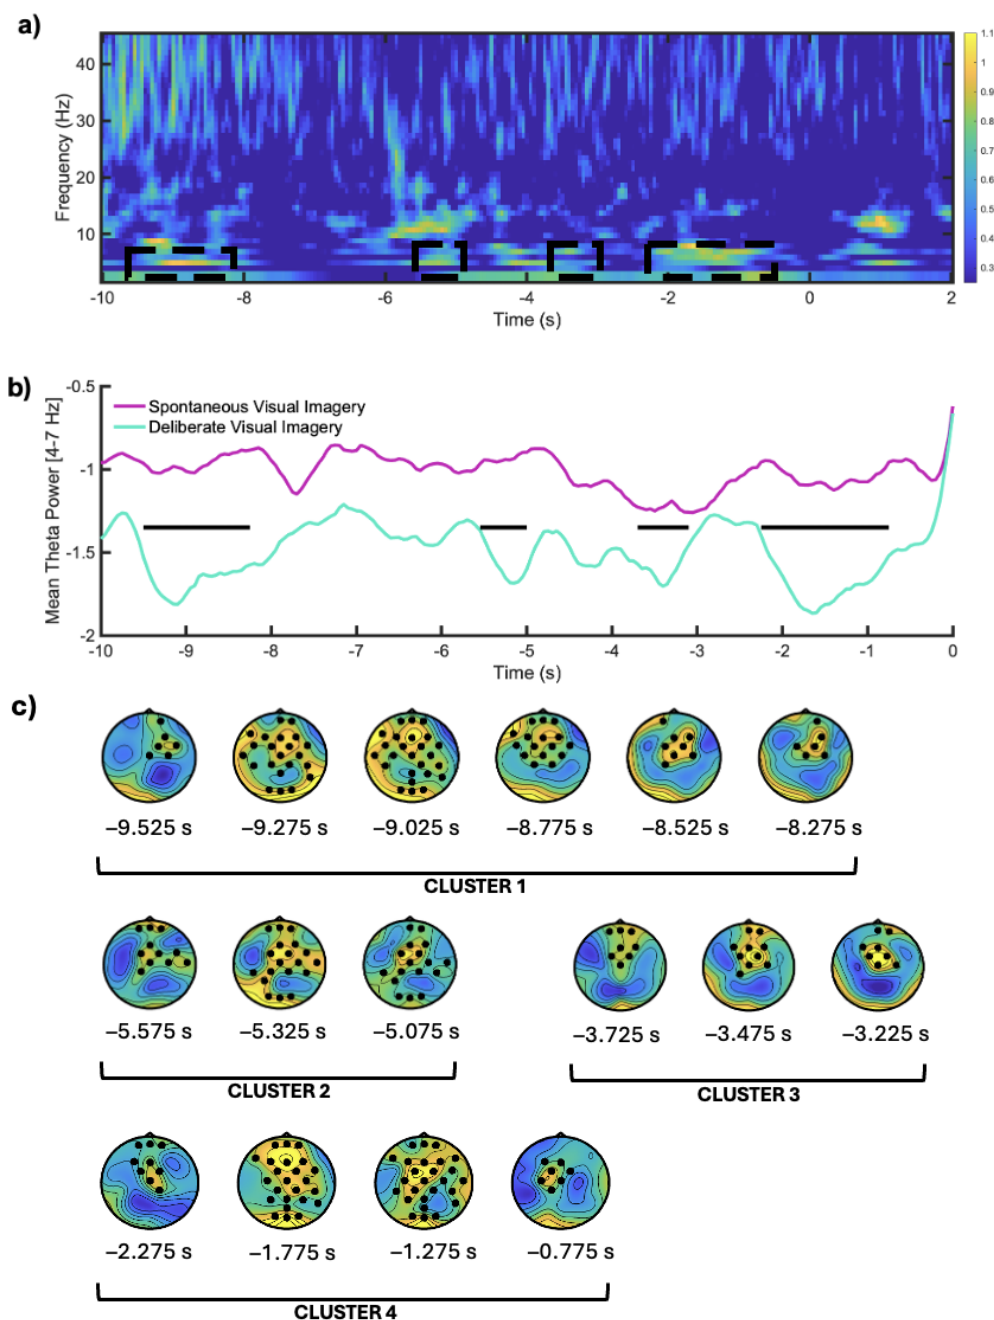 a)
Frequency (Hz)
40
30
20
10
-10 -8 -6 -4 -2 0 2
Time (s)
1.1
1
0.9
0.8
0.7
0.6
0.5
0.4
0.3
b)
Mean Theta Power [4-7 Hz]
-0.5
-1
-1.5
-2
Spontaneous Visual Imagery
Deliberate Visual Imagery
-10 -9 -8 -7 -6 -5 -4 -3 -2 -1 0
Time (s)
c)
−9.525 s −9.275 s −9.025 s −8.775 s −8.525 s −8.275 s
CLUSTER 1
−5.575 s −5.325 s −5.075 s
CLUSTER 2
−3.725 s −3.475 s −3.225 s
CLUSTER 3
−2.275 s −1.775 s −1.275 s −0.775 s
CLUSTER 4